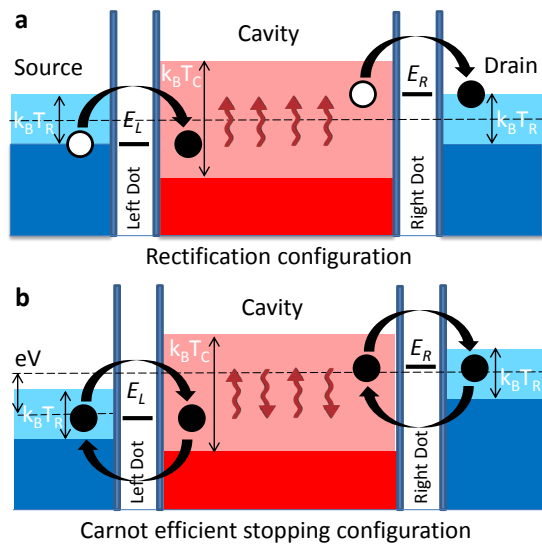 a
Cavity
Source
Drain
k_BT_C
k_BT_R
E_L
E_R
k_BT_R
Left Dot
Right Dot
Rectification configuration
b
Cavity
eV
k_BT_C
k_BT_R
E_L
E_R
k_BT_R
Left Dot
Right Dot
Carnot efficient stopping configuration